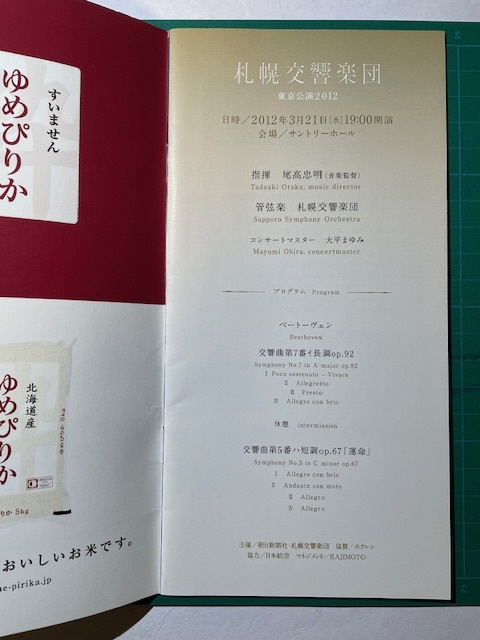 すいません
ゆめぴりか
北海道産
ゆめぴりか
りか 5kg
おいしいお米です。
e-pirika.jp
札幌交響楽団
東京公演2012
日時／2012年3月21日[水]19:00開演
会場／サントリーホール
指揮　尾高忠明(音楽監督)
Tadaaki Otaka, music director
管弦楽　札幌交響楽団
Sapporo Symphony Orchestra
コンサートマスター　大平まゆみ
Mayumi Ohira, concertmaster
プログラム　Program
ベートーヴェン
Beethoven
交響曲第7番イ長調op.92
Symphony No.7 in A major op.92
Ⅰ　Poco sostenuto – Vivace
Ⅱ　Allegretto
Ⅲ　Presto
Ⅳ　Allegro con brio
休憩　intermission
交響曲第5番ハ短調op.67「運命」
Symphony No.5 in C minor op.67
Ⅰ　Allegro con brio
Ⅱ　Andante con moto
Ⅲ　Allegro
Ⅳ　Allegro
主催／朝日新聞社・札幌交響楽団　協賛／ホクレン
協力／日本航空　マネジメント／KAJIMOTO